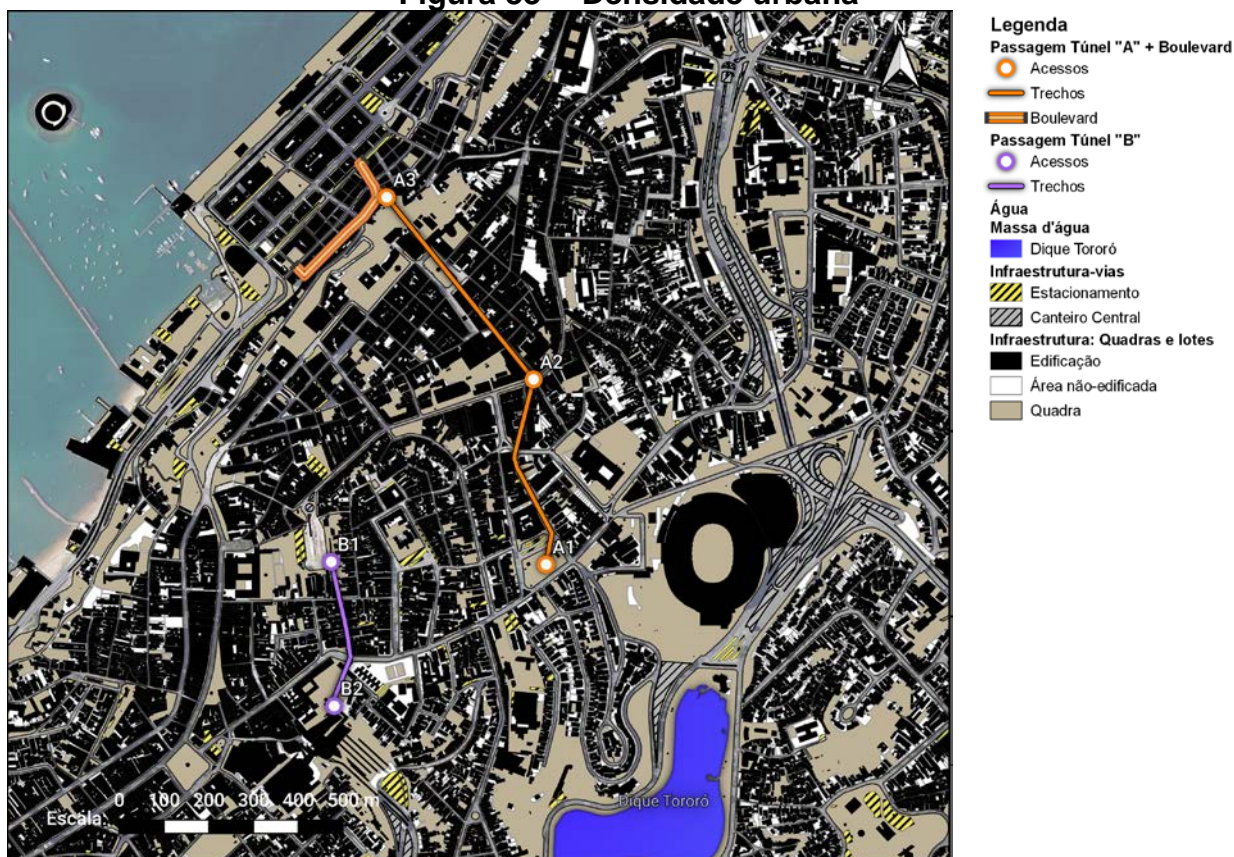 Densidade urbana
N
A3
A2
A1
B1
B2
Dique Tororó
0 100 200 300 400 500 m
Escala:
Legenda
Passagem Túnel "A" + Boulevard
Acessos
Trechos
Boulevard
Passagem Túnel "B"
Acessos
Trechos
Água
Massa d'água
Dique Tororó
Infraestrutura-vias
Estacionamento
Canteiro Central
Infraestrutura: Quadras e lotes
Edificação
Área não-edificada
Quadra